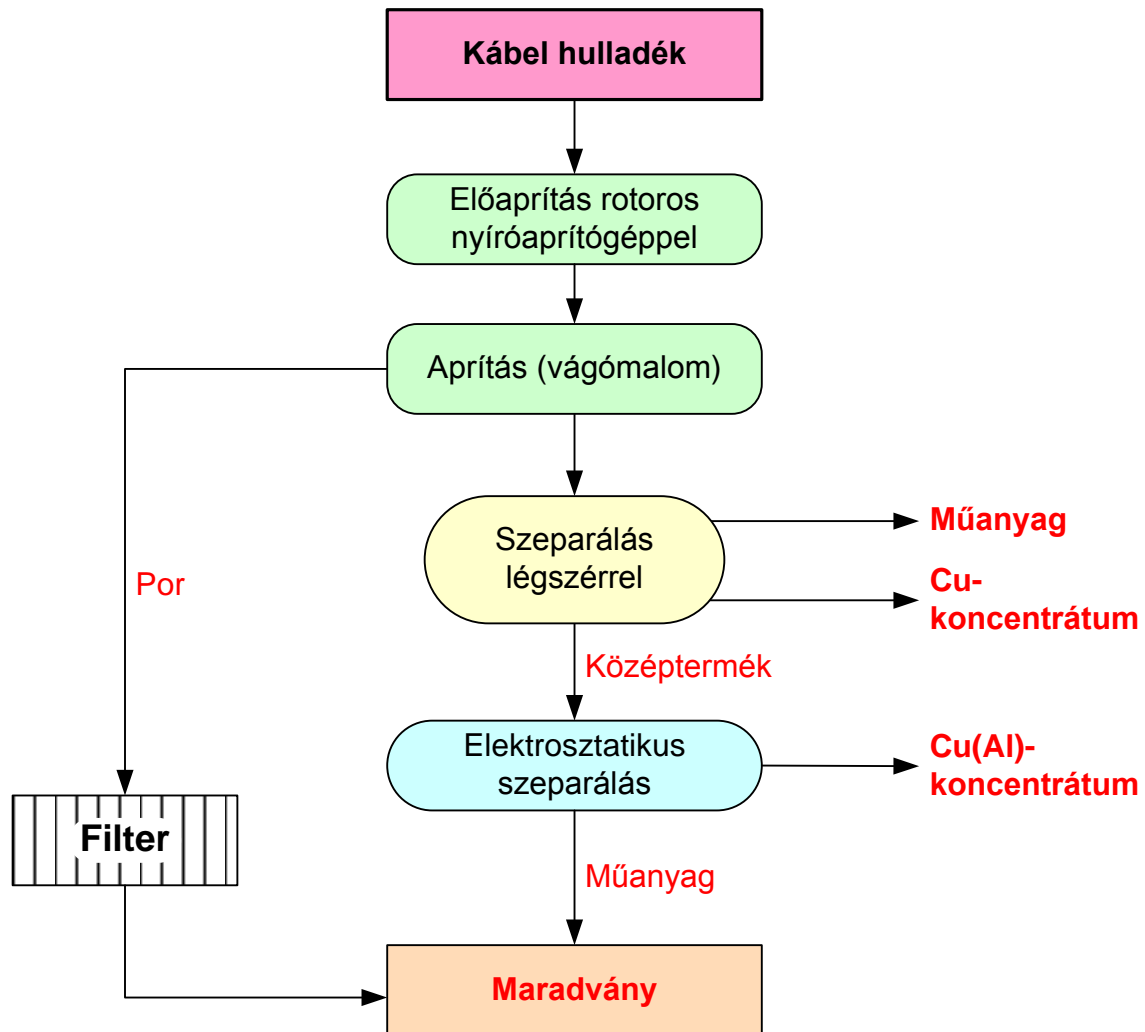 Kábel hulladék
Előaprítás rotoros
nyíróaprítógéppel
Aprítás (vágómalom)
Szeparálás
légszérrel
Műanyag
Cu-
koncentrátum
Por
Középtermék
Elektrosztatikus
szeparálás
Cu(Al)-
koncentrátum
Filter
Műanyag
Maradvány